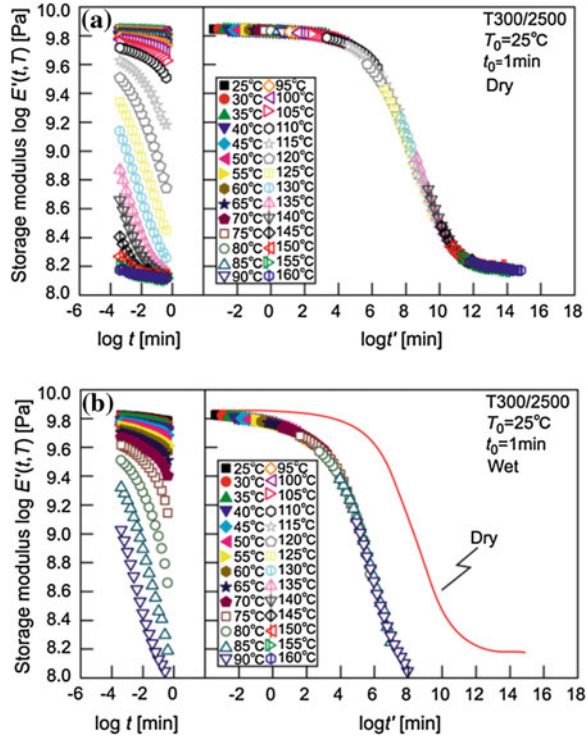 (a)
T300/2500
T₀=25°C
t₀=1min
Dry
Storage modulus log E'(t,T) [Pa]
10.0
9.8
9.6
9.4
9.2
9.0
8.8
8.6
8.4
8.2
8.0
25°C 95°C
30°C 100°C
35°C 105°C
40°C 110°C
45°C 115°C
50°C 120°C
55°C 125°C
60°C 130°C
65°C 135°C
70°C 140°C
75°C 145°C
80°C 150°C
85°C 155°C
90°C 160°C
-6 -4 -2 -2 0 2 4 6 8 10 12 14 16 18
log t [min] logt' [min]
(b)
T300/2500
T₀=25°C
t₀=1min
Wet
Storage modulus log E'(t,T) [Pa]
10.0
9.8
9.6
9.4
9.2
9.0
8.8
8.6
8.4
8.2
8.0
Dry
25°C 95°C
30°C 100°C
35°C 105°C
40°C 110°C
45°C 115°C
50°C 120°C
55°C 125°C
60°C 130°C
65°C 135°C
70°C 140°C
75°C 145°C
80°C 150°C
85°C 155°C
90°C 160°C
-6 -4 -2 -2 0 2 4 6 8 10 12 14 16 18
log t [min] logt' [min]